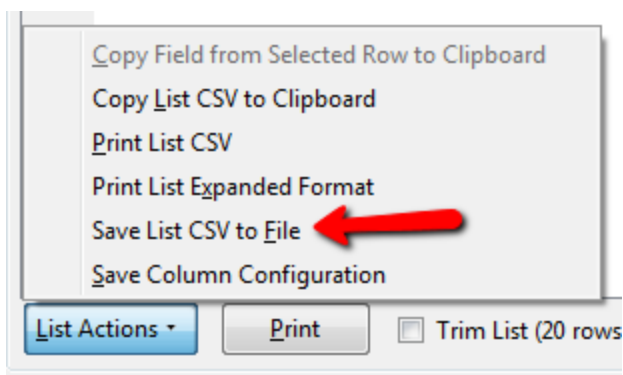 Copy Field from Selected Row to Clipboard
Copy List CSV to Clipboard
Print List CSV
Print List Expanded Format
Save List CSV to File
Save Column Configuration
List Actions Print Trim List (20 rows